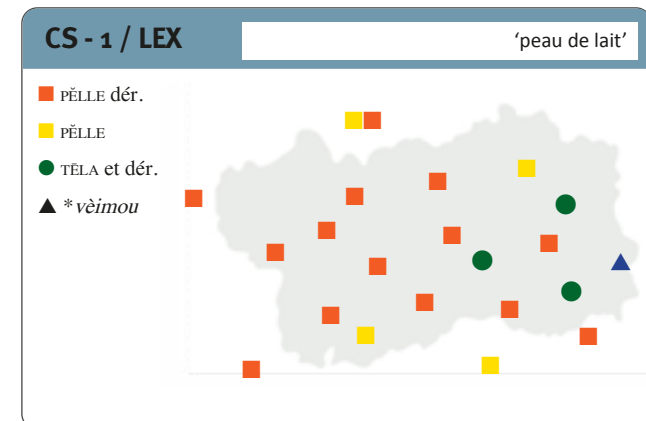 CS - 1 / LEX
‘peau de lait’
PĔLLE dér.
PĔLLE
TĒLA et dér.
*vèimou